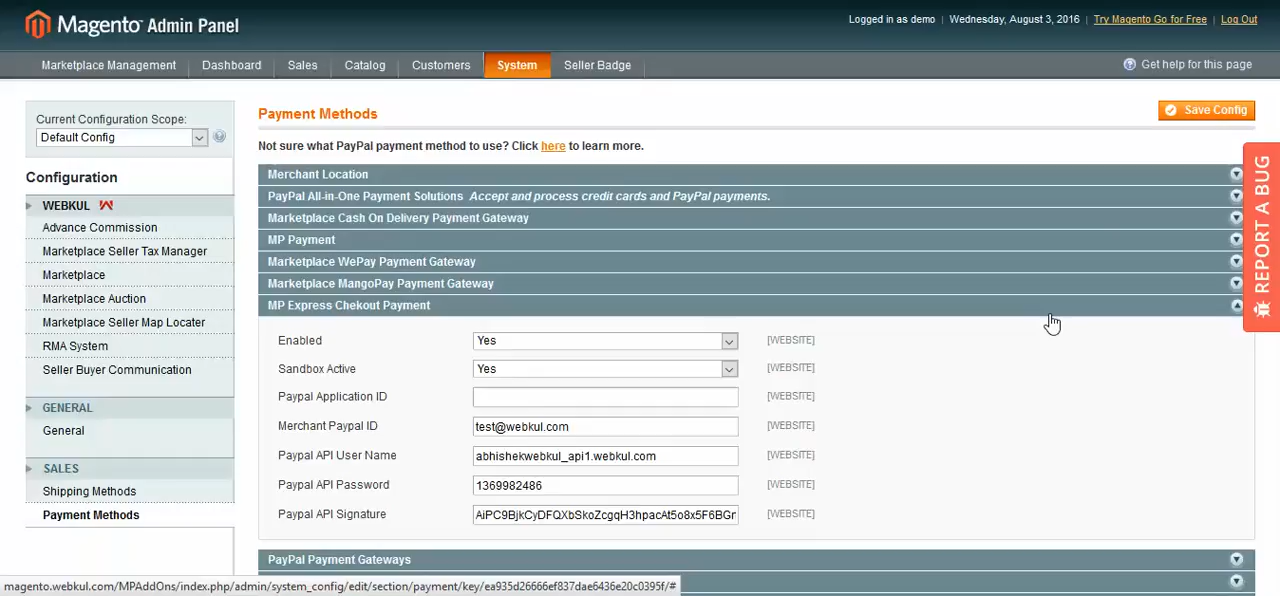 Magento Admin Panel
Logged in as demo | Wednesday, August 3, 2016 | Try Magento Go for Free | Log Out
Marketplace Management Dashboard Sales Catalog Customers System Seller Badge
Get help for this page
Current Configuration Scope:
Default Config
Configuration
WEBKUL
Advance Commission
Marketplace Seller Tax Manager
Marketplace
Marketplace Auction
Marketplace Seller Map Locater
RMA System
Seller Buyer Communication
GENERAL
General
SALES
Shipping Methods
Payment Methods
Payment Methods
Save Config
Not sure what PayPal payment method to use? Click here to learn more.
Merchant Location
PayPal All-in-One Payment Solutions Accept and process credit cards and PayPal payments.
Marketplace Cash On Delivery Payment Gateway
MP Payment
Marketplace WePay Payment Gateway
Marketplace MangoPay Payment Gateway
MP Express Chekout Payment
Enabled Yes [WEBSITE]
Sandbox Active Yes [WEBSITE]
Paypal Application ID [WEBSITE]
Merchant Paypal ID test@webkul.com [WEBSITE]
Paypal API User Name abhishekwebkul_api1.webkul.com [WEBSITE]
Paypal API Password 1369982486 [WEBSITE]
Paypal API Signature AiPC9BjkCyDFQXbSkoZcgqH3hpacAt5o8x5F6BGr [WEBSITE]
PayPal Payment Gateways
REPORT A BUG
magento.webkul.com/MPAddOns/index.php/admin/system_config/edit/section/payment/key/ea935d26666ef837dae6436e20c0395f/#